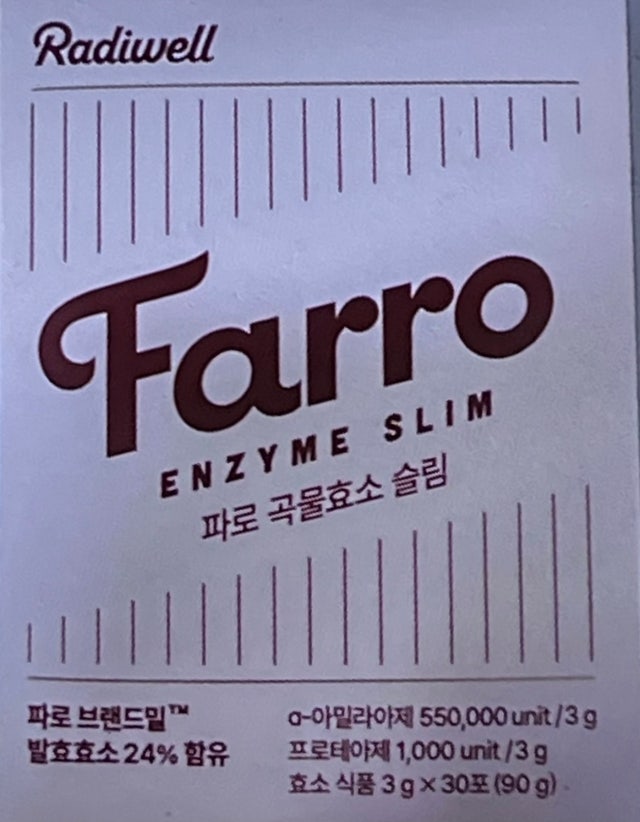 Radiwell
Farro
ENZYME SLIM
파로 곡물효소 슬림
파로 브랜드밀™
발효효소 24% 함유
α-아밀라아제 550,000 unit/3 g
프로테아제 1,000 unit/3 g
효소 식품 3 g × 30포 (90 g)